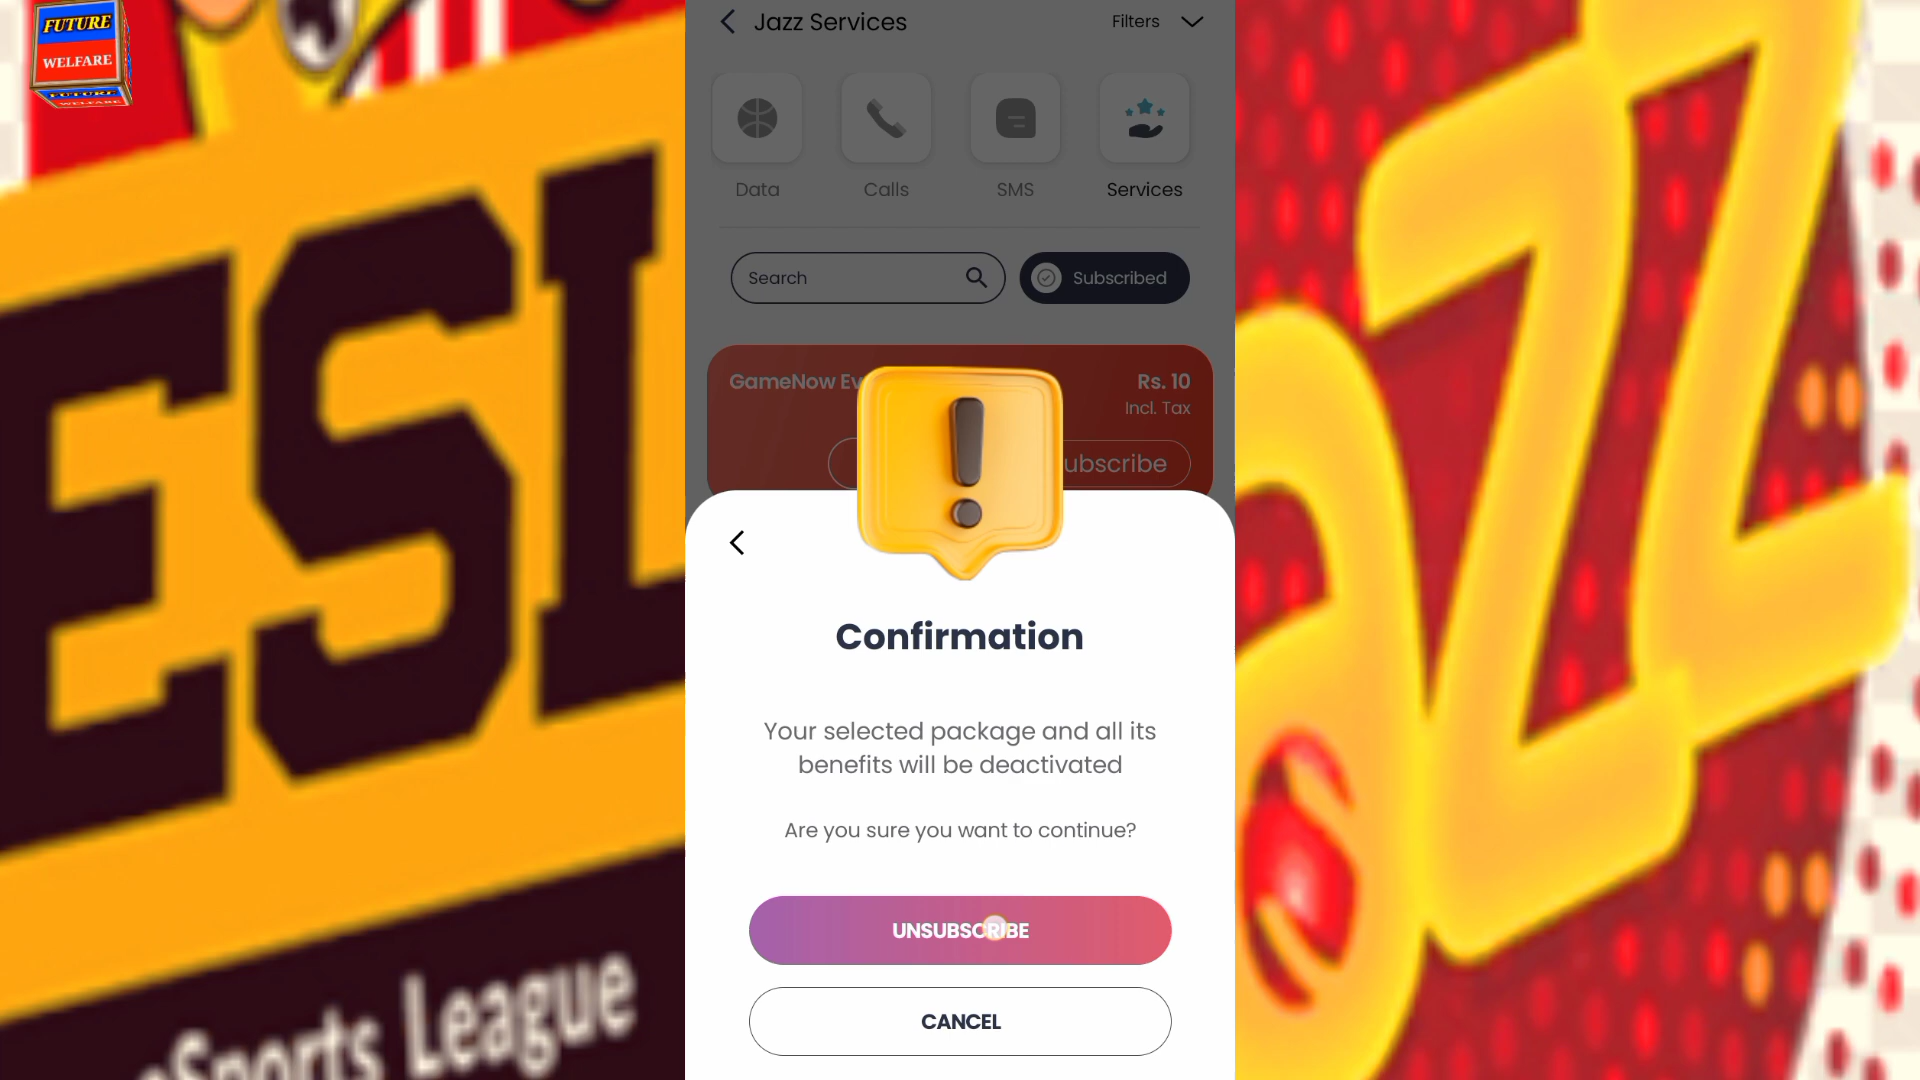 FUTURE
WELFARE
FUTURE
WELFARE
ESL
eSports League
Jazz Services
Filters
Data
Calls
SMS
Services
Search
Subscribed
GameNow Ev
Rs. 10
Incl. Tax
ubscribe
Confirmation
Your selected package and all its
benefits will be deactivated
Are you sure you want to continue?
UNSUBSCRIBE
CANCEL
azz